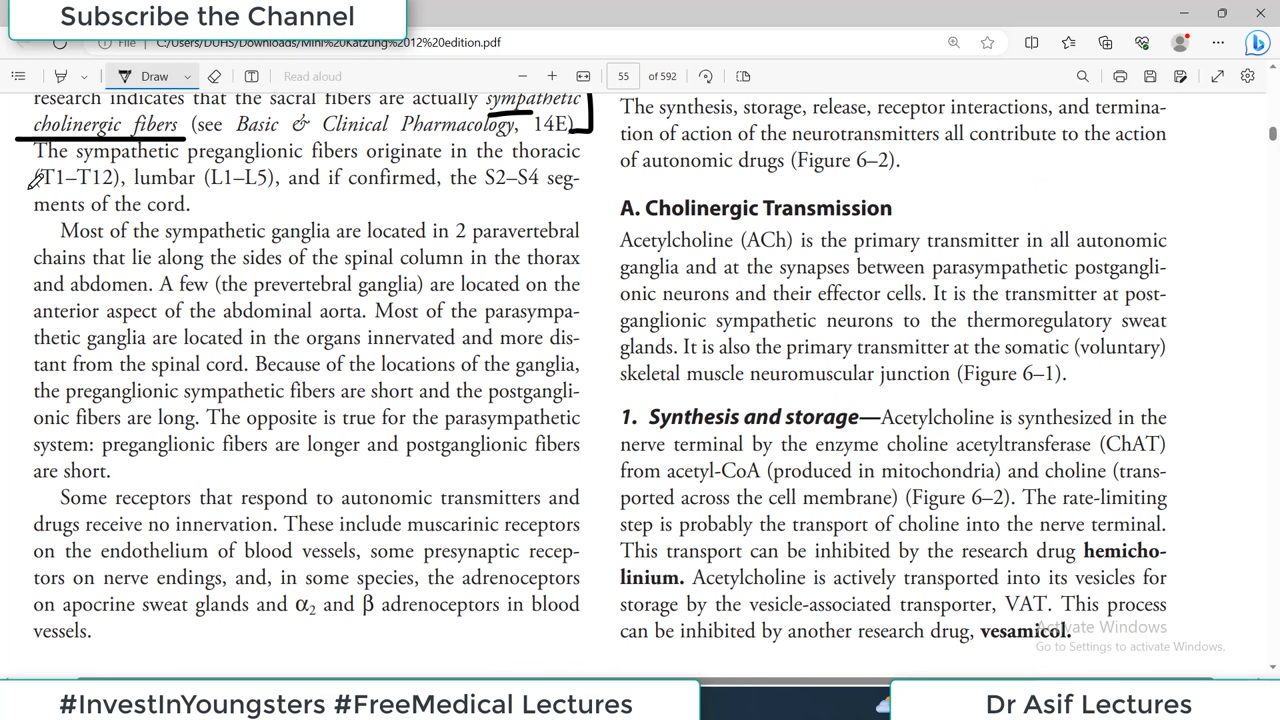 Subscribe the Channel
File
C:/Users/DUHS/Downloads/Mini%20Katzung%2012%20edition.pdf
Draw
Read aloud
55
of 592
research indicates that the sacral fibers are actually sympathetic
cholinergic fibers (see Basic & Clinical Pharmacology, 14E)
The sympathetic preganglionic fibers originate in the thoracic
(T1–T12), lumbar (L1–L5), and if confirmed, the S2–S4 seg-
ments of the cord.
Most of the sympathetic ganglia are located in 2 paravertebral
chains that lie along the sides of the spinal column in the thorax
and abdomen. A few (the prevertebral ganglia) are located on the
anterior aspect of the abdominal aorta. Most of the parasympa-
thetic ganglia are located in the organs innervated and more dis-
tant from the spinal cord. Because of the locations of the ganglia,
the preganglionic sympathetic fibers are short and the postgangli-
onic fibers are long. The opposite is true for the parasympathetic
system: preganglionic fibers are longer and postganglionic fibers
are short.
Some receptors that respond to autonomic transmitters and
drugs receive no innervation. These include muscarinic receptors
on the endothelium of blood vessels, some presynaptic recep-
tors on nerve endings, and, in some species, the adrenoceptors
on apocrine sweat glands and α2 and β adrenoceptors in blood
vessels.
The synthesis, storage, release, receptor interactions, and termina-
tion of action of the neurotransmitters all contribute to the action
of autonomic drugs (Figure 6–2).
A. Cholinergic Transmission
Acetylcholine (ACh) is the primary transmitter in all autonomic
ganglia and at the synapses between parasympathetic postgangli-
onic neurons and their effector cells. It is the transmitter at post-
ganglionic sympathetic neurons to the thermoregulatory sweat
glands. It is also the primary transmitter at the somatic (voluntary)
skeletal muscle neuromuscular junction (Figure 6–1).
1. Synthesis and storage—Acetylcholine is synthesized in the
nerve terminal by the enzyme choline acetyltransferase (ChAT)
from acetyl-CoA (produced in mitochondria) and choline (trans-
ported across the cell membrane) (Figure 6–2). The rate-limiting
step is probably the transport of choline into the nerve terminal.
This transport can be inhibited by the research drug hemicho-
linium. Acetylcholine is actively transported into its vesicles for
storage by the vesicle-associated transporter, VAT. This process
can be inhibited by another research drug, vesamicol.
Activate Windows
Go to Settings to activate Windows.
#InvestInYoungsters #FreeMedical Lectures
Dr Asif Lectures